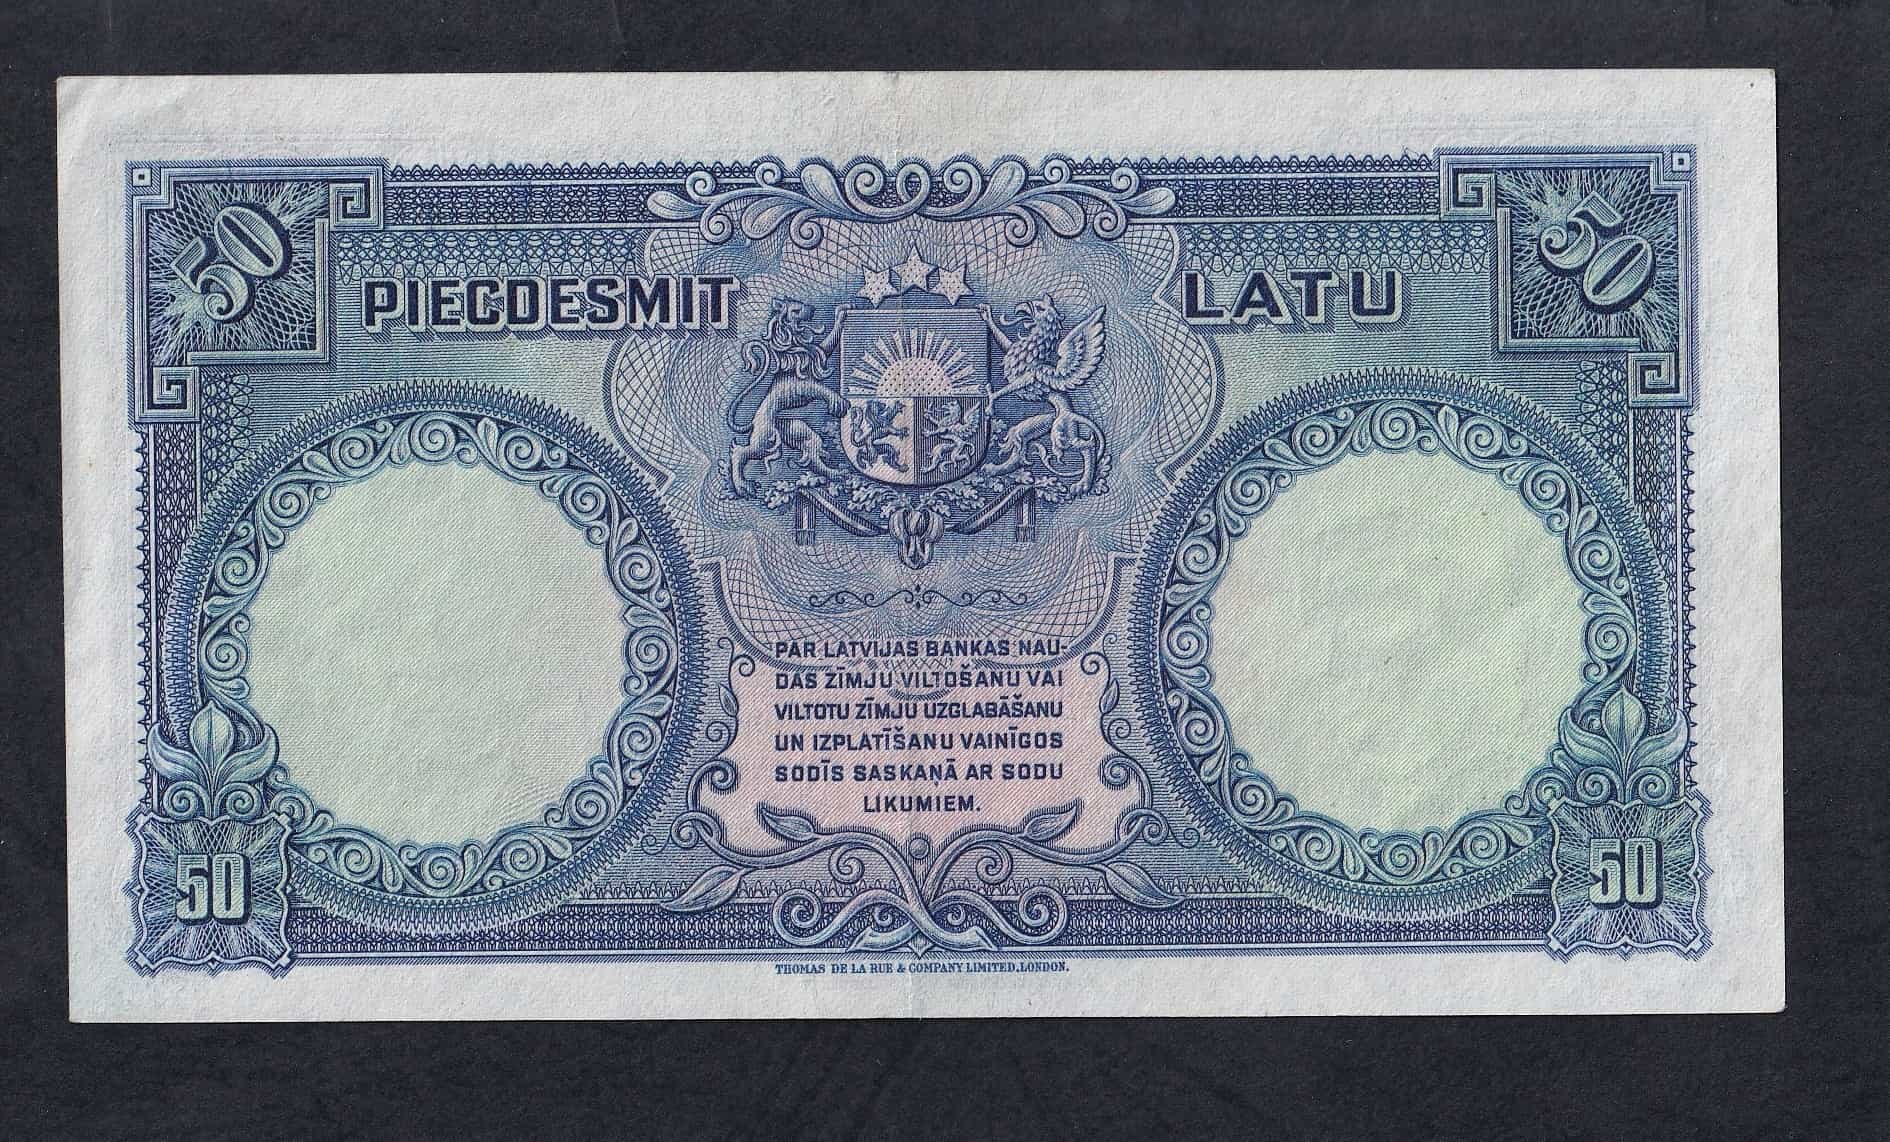 50
50
PIECDESMIT LATU
PAR LATVIJAS BANKAS NAU-
DAS ZĪMJU VILTOŠANU VAI
VILTOTU ZĪMJU UZGLABĀŠANU
UN IZPLATĪŠANU VAINĪGOS
SODĪS SASKAŅĀ AR SODU
LIKUMIEM.
50
50
THOMAS DE LA RUE & COMPANY LIMITED, LONDON.